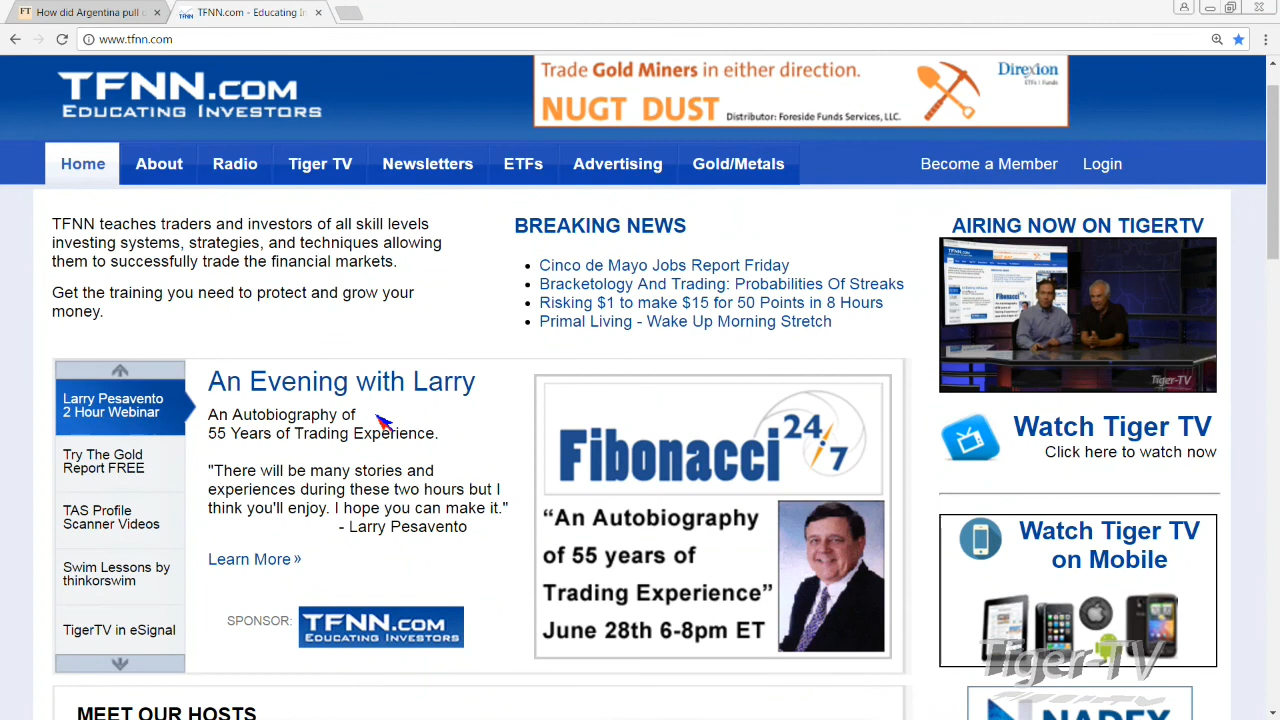 How did Argentina pull
TFNN.com - Educating
www.tfnn.com
TFNN.COM
EDUCATING INVESTORS
Trade Gold Miners in either direction.
NUGT DUST
Distributor: Foreside Funds Services, LLC.
Direxion
ETFs | Funds
Home
About
Radio
Tiger TV
Newsletters
ETFs
Advertising
Gold/Metals
Become a Member
Login
TFNN teaches traders and investors of all skill levels
investing systems, strategies, and techniques allowing
them to successfully trade the financial markets.
Get the training you need to protect and grow your
money.
BREAKING NEWS
Cinco de Mayo Jobs Report Friday
Bracketology And Trading: Probabilities Of Streaks
Risking $1 to make $15 for 50 Points in 8 Hours
Primal Living - Wake Up Morning Stretch
AIRING NOW ON TIGERTV
Tiger-TV
Larry Pesavento
2 Hour Webinar
Try The Gold
Report FREE
TAS Profile
Scanner Videos
Swim Lessons by
thinkorswim
TigerTV in eSignal
An Evening with Larry
An Autobiography of
55 Years of Trading Experience.
"There will be many stories and
experiences during these two hours but I
think you'll enjoy. I hope you can make it."
- Larry Pesavento
Learn More »
SPONSOR:
TFNN.COM
EDUCATING INVESTORS
Fibonacci 24/7
“An Autobiography
of 55 years of
Trading Experience”
June 28th 6-8pm ET
Watch Tiger TV
Click here to watch now
Watch Tiger TV
on Mobile
Tiger-TV
MEET OUR HOSTS
NADEX